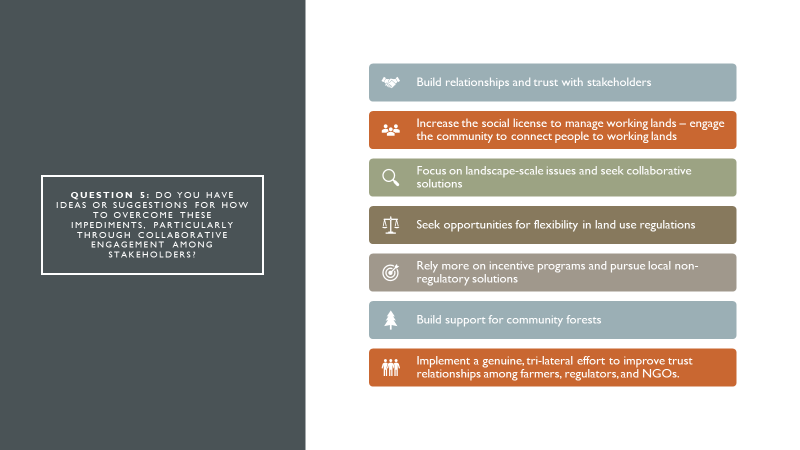 QUESTION 5: DO YOU HAVE
IDEAS OR SUGGESTIONS FOR HOW
TO OVERCOME THESE
IMPEDIMENTS, PARTICULARLY
THROUGH COLLABORATIVE
ENGAGEMENT AMONG
STAKEHOLDERS?
Build relationships and trust with stakeholders
Increase the social license to manage working lands – engage
the community to connect people to working lands
Focus on landscape-scale issues and seek collaborative
solutions
Seek opportunities for flexibility in land use regulations
Rely more on incentive programs and pursue local non-
regulatory solutions
Build support for community forests
Implement a genuine, tri-lateral effort to improve trust
relationships among farmers, regulators, and NGOs.